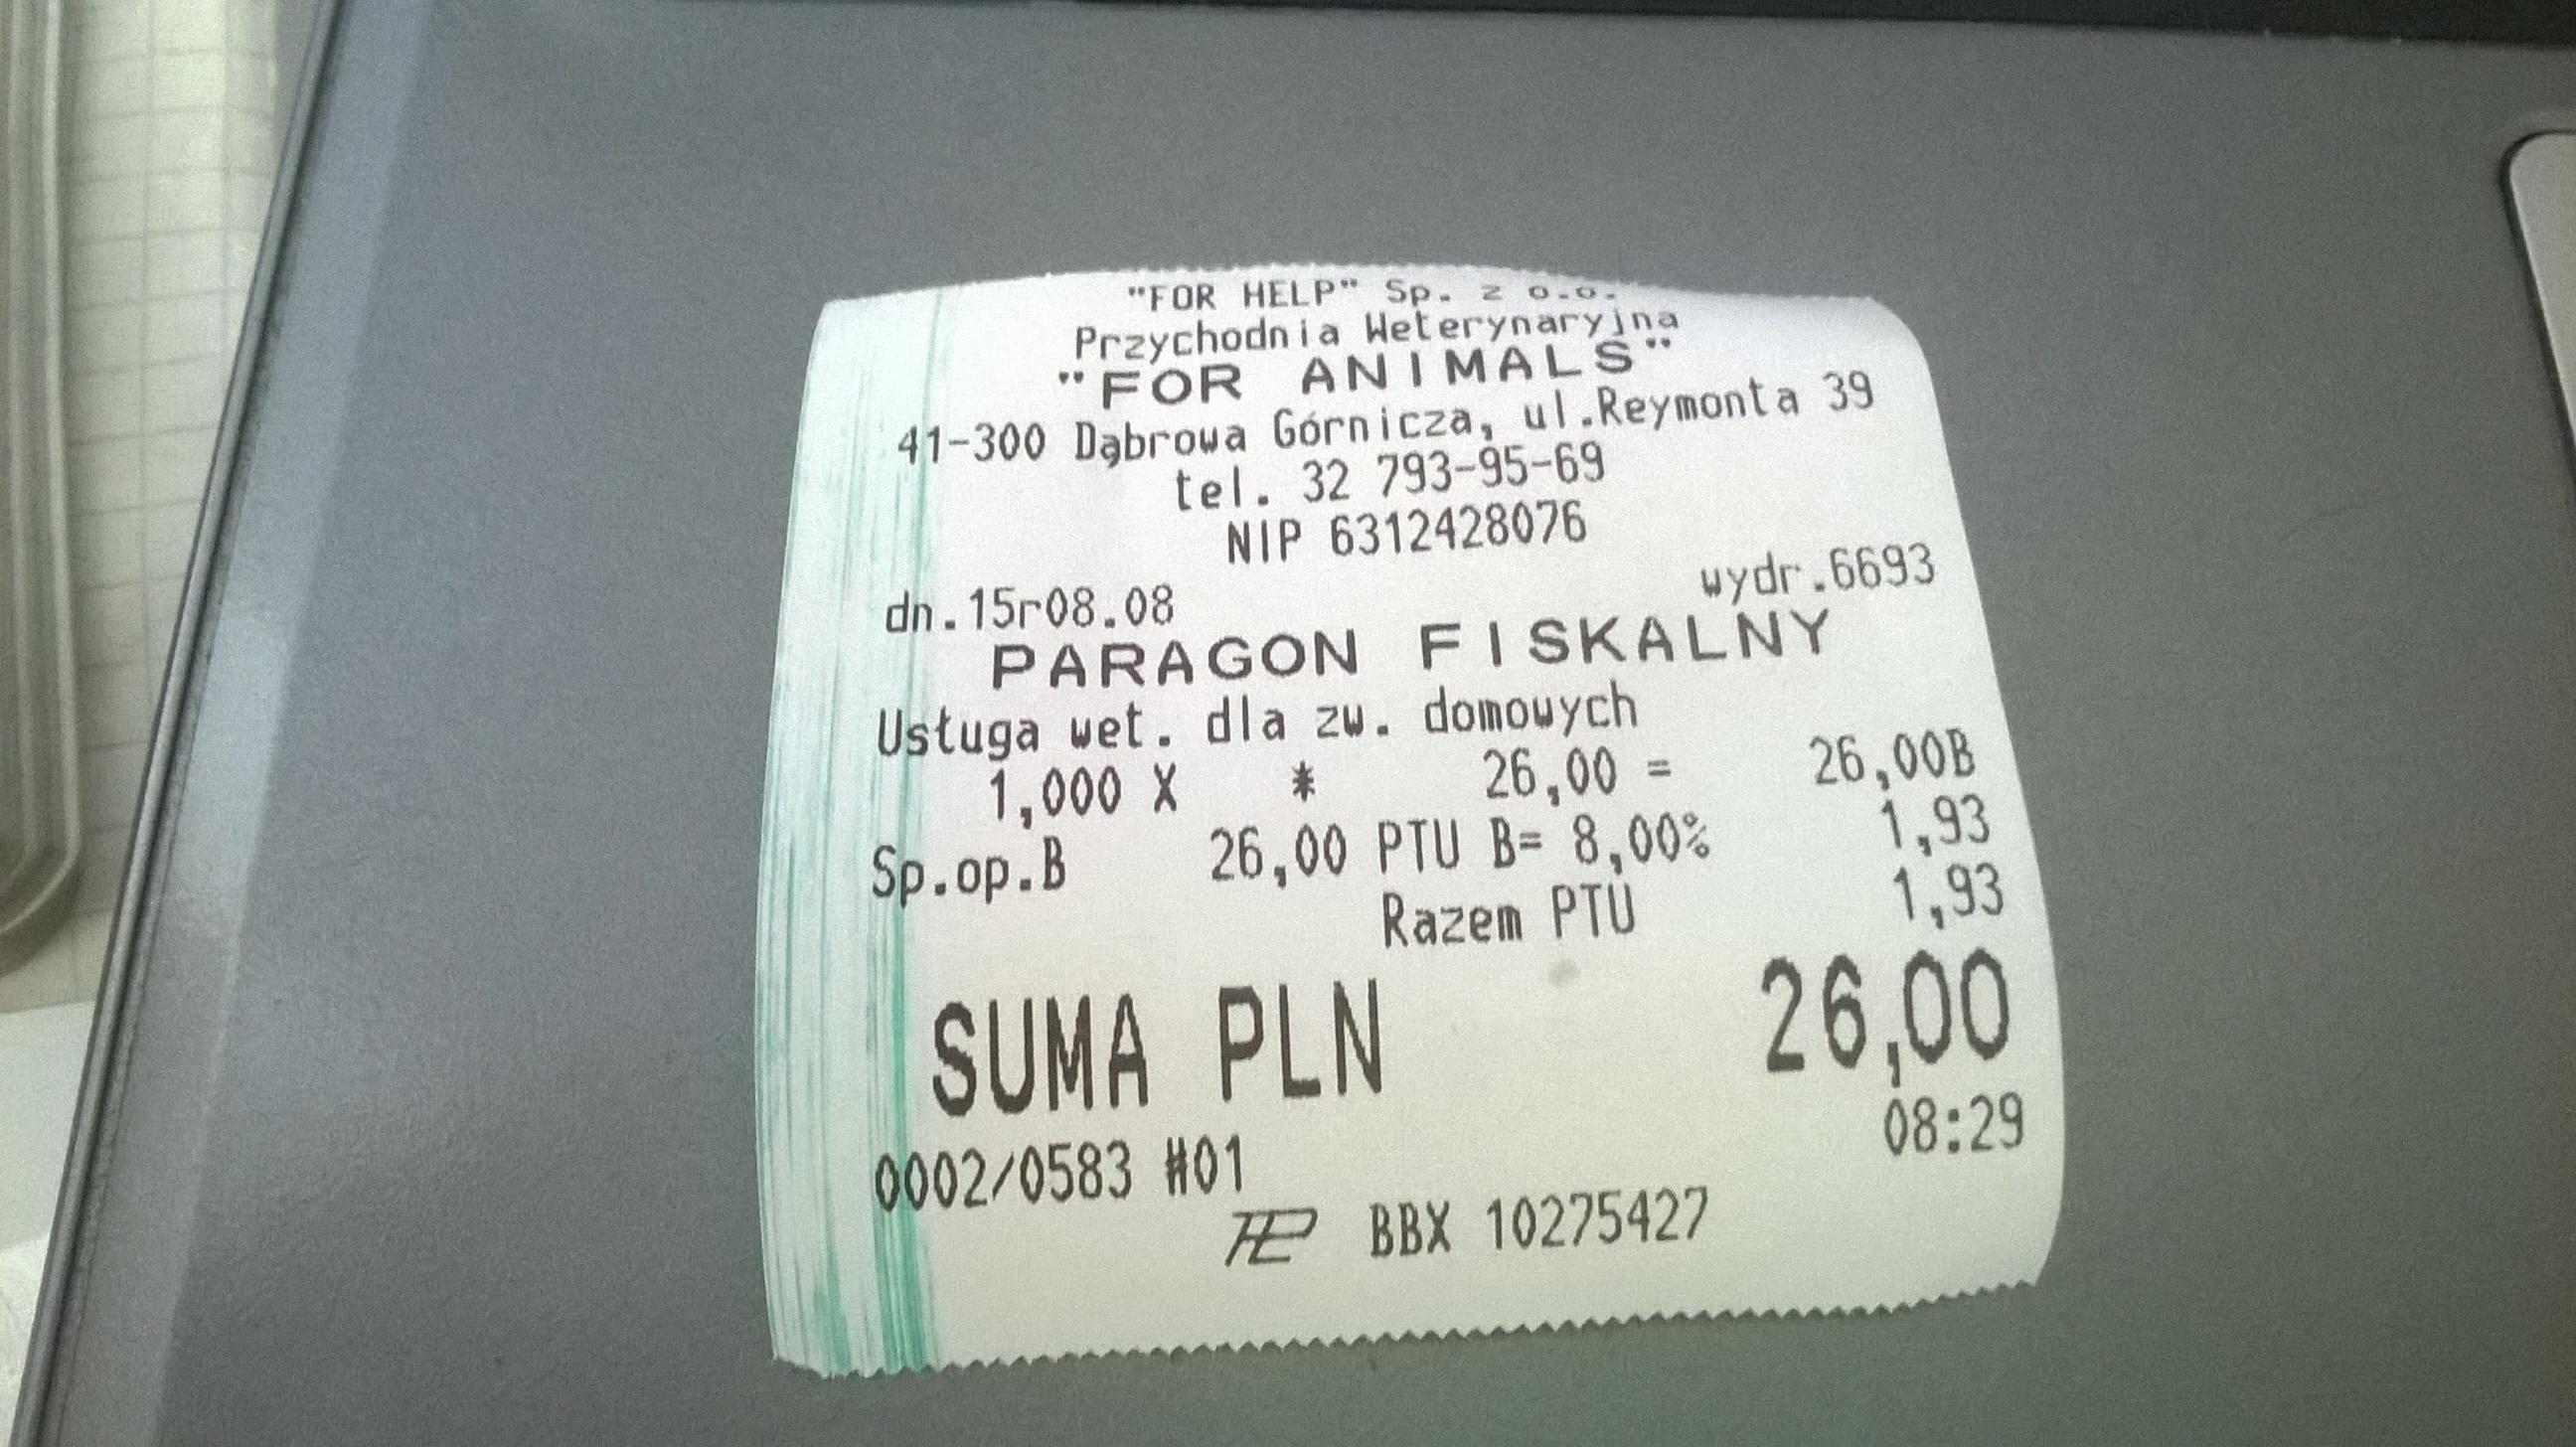 "FOR HELP" Sp. z o.o.
Przychodnia Weterynaryjna
"FOR ANIMALS"
41-300 Dąbrowa Górnicza, ul.Reymonta 39
tel. 32 793-95-69
NIP 6312428076
dn.15r08.08 wydr.6693
PARAGON FISKALNY
Usługa wet. dla zw. domowych
1,000 X * 26,00 = 26,00B
Sp.op.B 26,00 PTU B= 8,00% 1,93
Razem PTU 1,93
SUMA PLN 26,00
0002/0583 #01 08:29
BBX 10275427